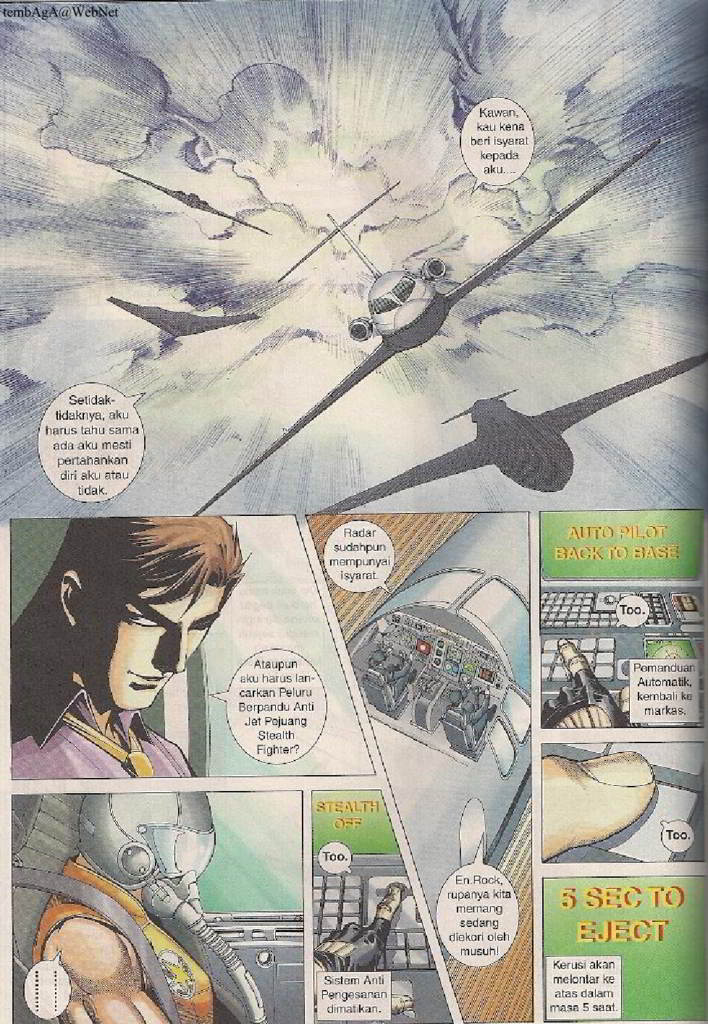 tembAgA@WebNet
Kawan,
kau kena
beri isyarat
kepada
aku....
Setidak-
tidaknya, aku
harus tahu sama
ada aku mesti
pertahankan
diri aku atau
tidak.
Ataupun
aku harus lan-
carkan Peluru
Berpandu Anti
Jet Pejuang
Stealth
Fighter?
Radar
sudahpun
mempunyai
isyarat.
En.Rock,
rupanya kita
memang
sedang
diekori oleh
musuh!
STEALTH
OFF
Too.
Sistem Anti
Pengesanan
dimatikan.
AUTO PILOT
BACK TO BASE
Too.
Pemanduan
Automatik,
kembali ke
markas.
Too.
5 SEC TO
EJECT
Kerusi akan
melontar ke
atas dalam
masa 5 saat.